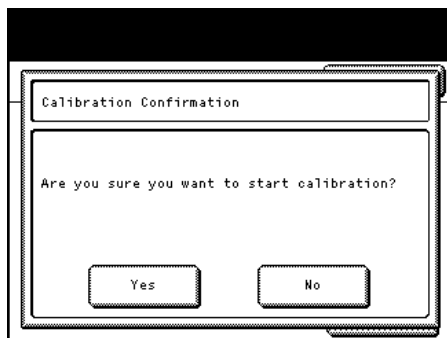 Calibration Confirmation
Are you sure you want to start calibration?
Yes
No